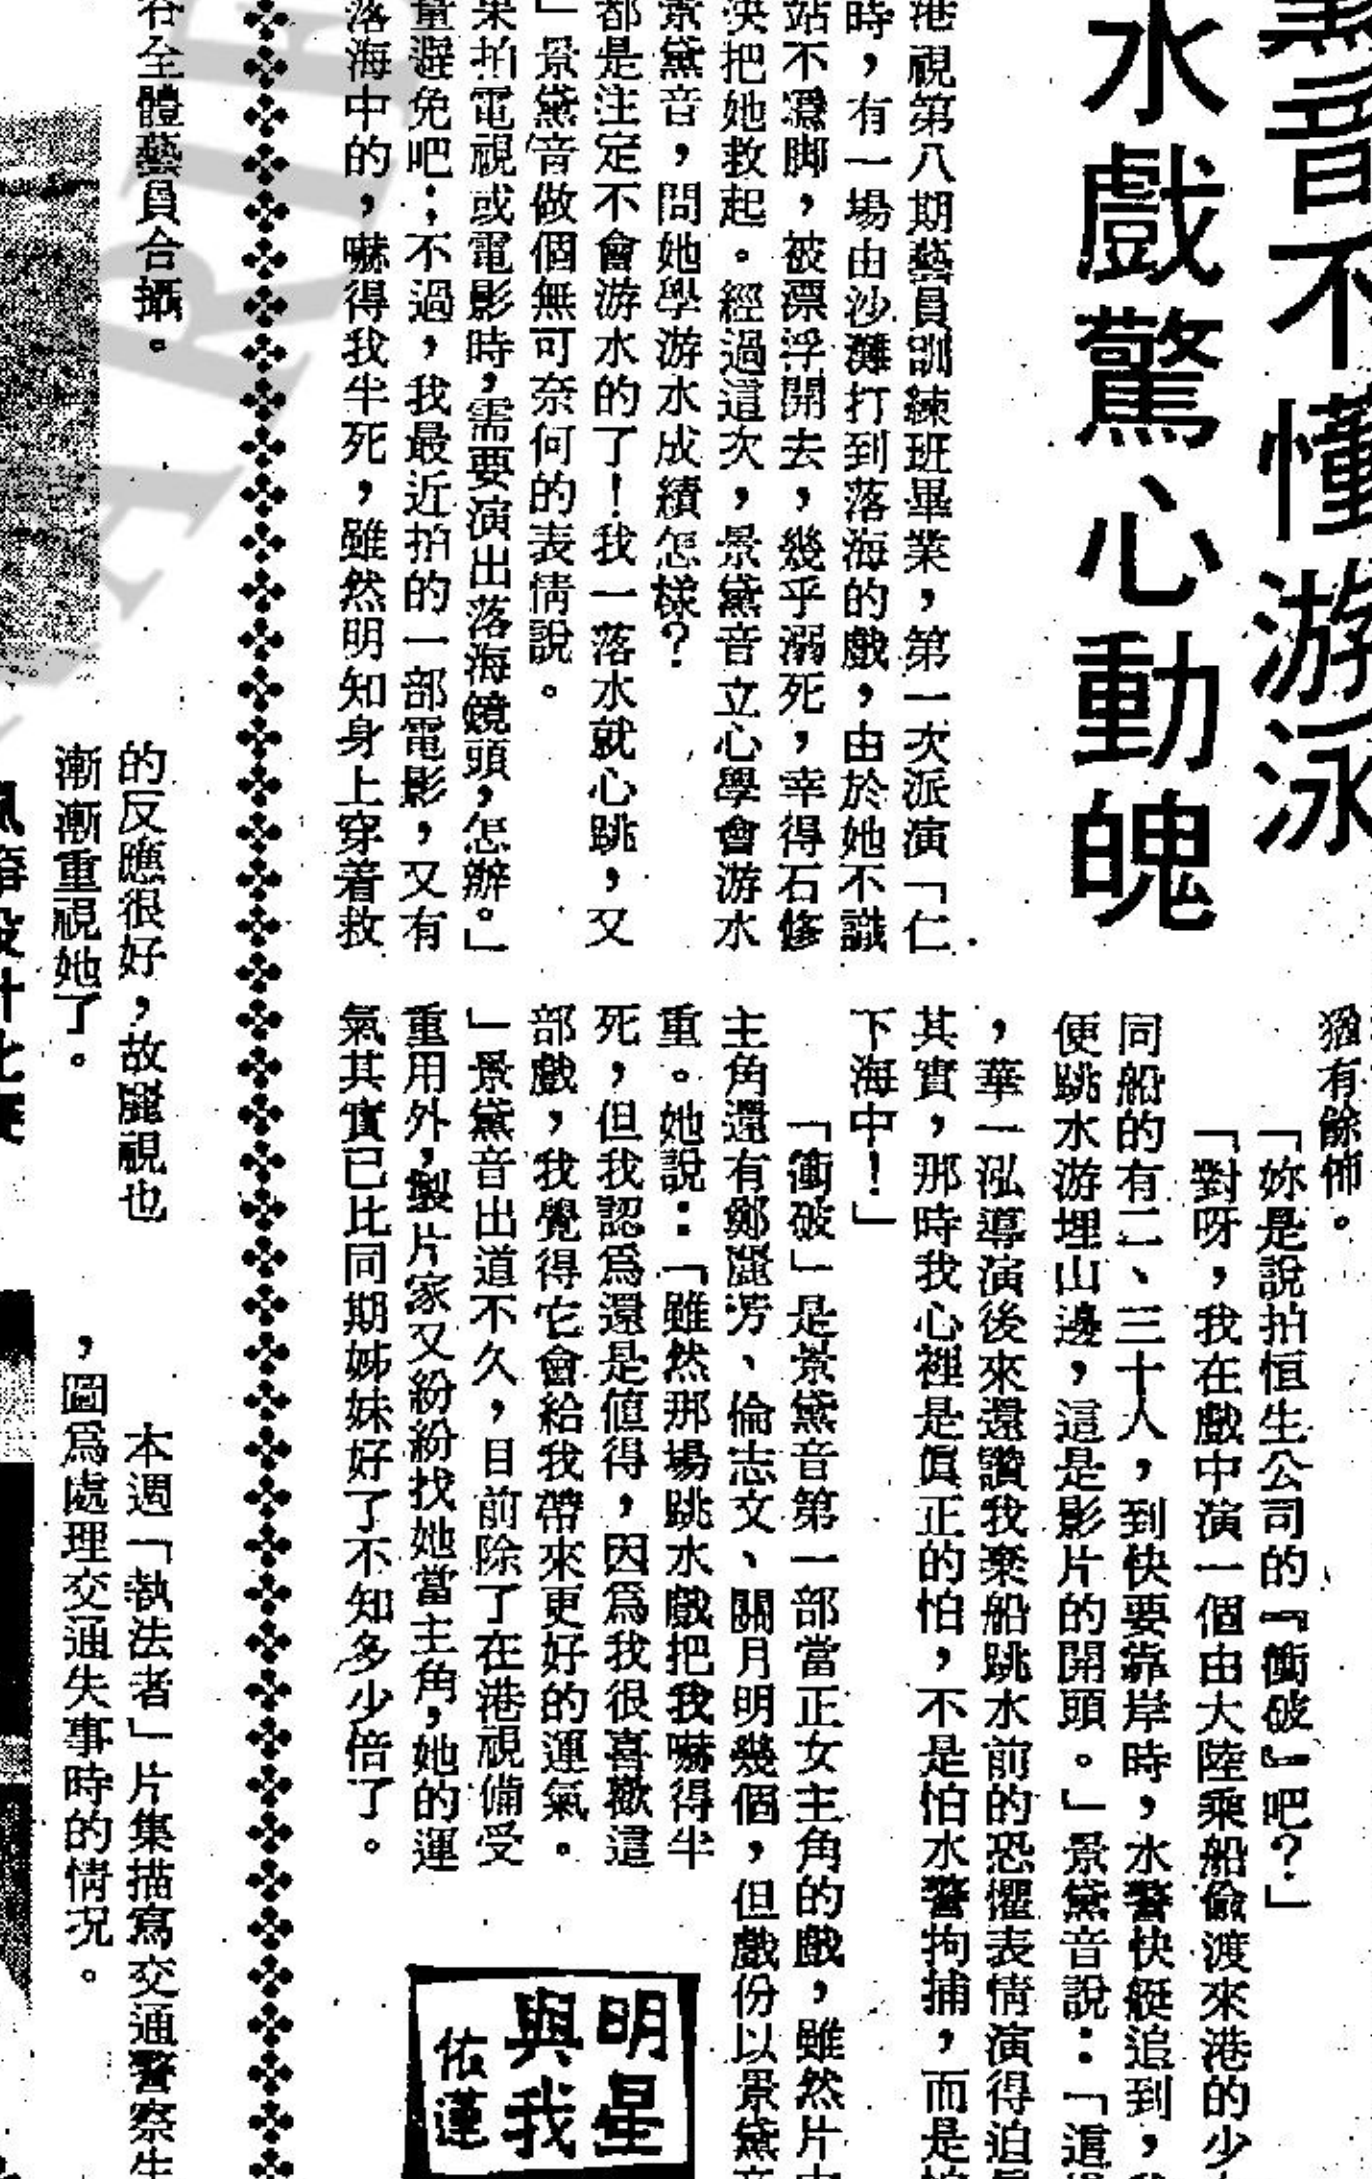 黛音不懂游泳
水戲驚心動魄
港視第八期藝員訓練班畢業，第一次派演「仁
時，有一場由沙灘打到落海的戲，由於她不識
站不濕脚，被漂浮開去，幾乎溺死，幸得石修
決把她救起。經過這次，景黛音立心學會游水
景黛音，問她學游水成績怎樣？
都是注定不會游水的了！我一落水就心跳，又
」景黛音做個無可奈何的表情說。
果拍電視或電影時，需要演出落海鏡頭，怎辦。」
量避免吧；不過，我最近拍的一部電影，又有
落海中的，嚇得我半死，雖然明知身上穿着救
猶有餘怖。
「妳是說拍恒生公司的『衝破』吧？」
「對呀，我在戲中演一個由大陸乘船偷渡來港的少
同船的有二、三十人，到快要靠岸時，水警快艇追到，
便跳水游埋山邊，這是影片的開頭。」景黛音說：「這
，華一泓導演後來還讚我棄船跳水前的恐懼表情演得迫
其實，那時我心裡是眞正的怕，不是怕水警拘捕，而是怕
下海中！」
「衝破」是景黛音第一部當正女主角的戲，雖然片中
主角還有鄭麗芳、倫志文、關月明幾個，但戲份以景黛音
重。她說：「雖然那場跳水戲把我嚇得半
死，但我認爲還是值得，因爲我很喜歡這
部戲，我覺得它會給我帶來更好的運氣。
」景黛音出道不久，目前除了在港視備受
重用外，製片家又紛紛找她當主角，她的運
氣其實已比同期姊妹好了不知多少倍了。
明星
與我
依蓮
谷全體藝員合攝。
的反應很好，故麗視也
漸漸重視她了。
本週「執法者」片集描寫交通警察生
，圖爲處理交通失事時的情況。
設計比賽